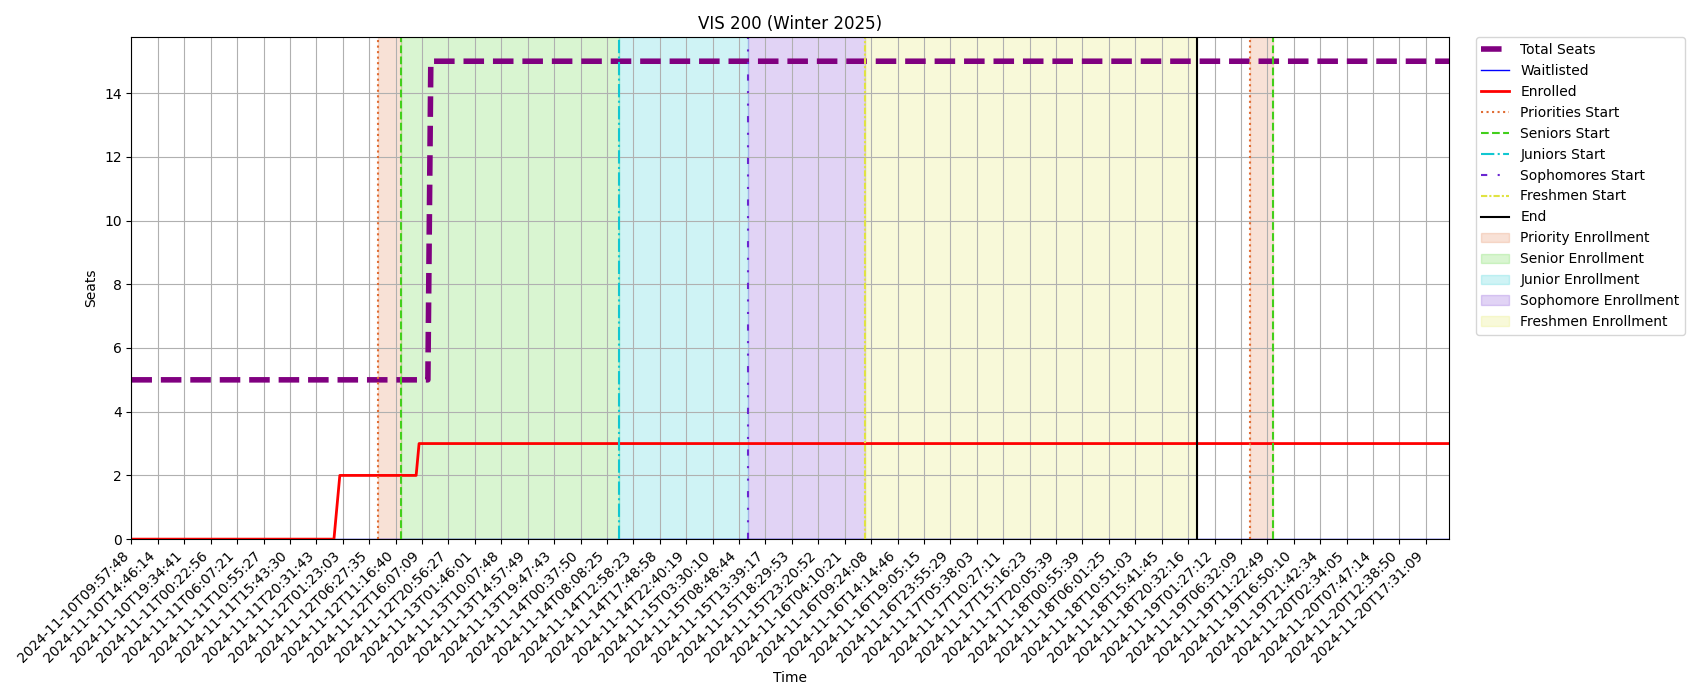 VIS 200 (Winter 2025)
Total Seats
Waitlisted
Enrolled
Priorities Start
Seniors Start
Juniors Start
Sophomores Start
Freshmen Start
End
Priority Enrollment
Senior Enrollment
Junior Enrollment
Sophomore Enrollment
Freshmen Enrollment
Seats
14
12
10
8
6
4
2
0
2024-11-10T09:57:48
2024-11-10T14:46:14
2024-11-10T19:34:41
2024-11-11T00:22:56
2024-11-11T06:07:21
2024-11-11T10:55:27
2024-11-11T15:43:30
2024-11-11T20:31:43
2024-11-12T01:23:03
2024-11-12T06:27:35
2024-11-12T11:16:40
2024-11-12T16:07:09
2024-11-12T20:56:27
2024-11-13T01:46:01
2024-11-13T10:07:48
2024-11-13T14:57:49
2024-11-13T19:47:43
2024-11-14T00:37:50
2024-11-14T08:08:25
2024-11-14T12:58:23
2024-11-14T17:48:58
2024-11-14T22:40:19
2024-11-15T03:30:10
2024-11-15T08:48:44
2024-11-15T13:39:17
2024-11-15T18:29:53
2024-11-15T23:20:52
2024-11-16T04:10:21
2024-11-16T09:24:08
2024-11-16T14:14:46
2024-11-16T19:05:15
2024-11-16T23:55:29
2024-11-17T05:38:03
2024-11-17T10:27:11
2024-11-17T15:16:23
2024-11-17T20:05:39
2024-11-18T00:55:39
2024-11-18T06:01:25
2024-11-18T10:51:03
2024-11-18T15:41:45
2024-11-18T20:32:16
2024-11-19T01:27:12
2024-11-19T06:32:09
2024-11-19T11:22:49
2024-11-19T16:50:10
2024-11-19T21:42:34
2024-11-20T02:34:05
2024-11-20T07:47:14
2024-11-20T12:38:50
2024-11-20T17:31:09
Time